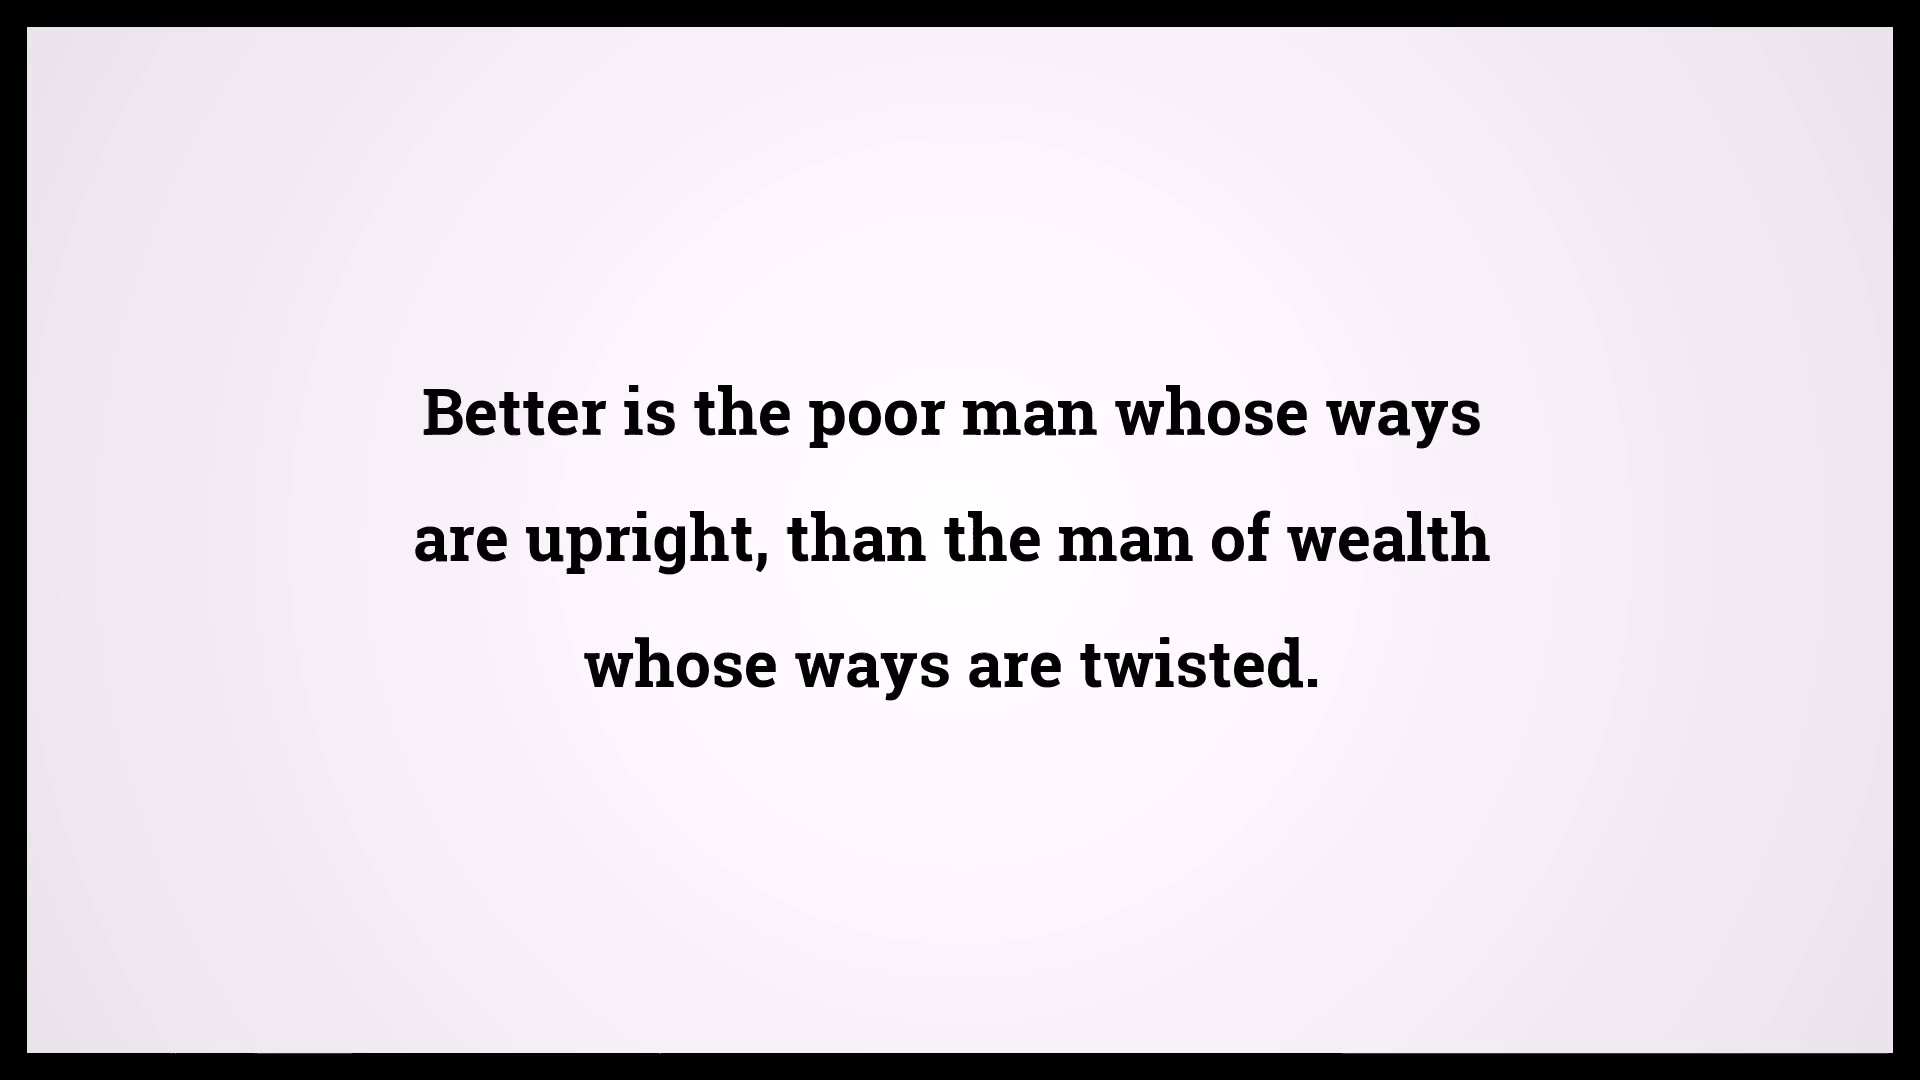 Better is the poor man whose ways
are upright, than the man of wealth
whose ways are twisted.